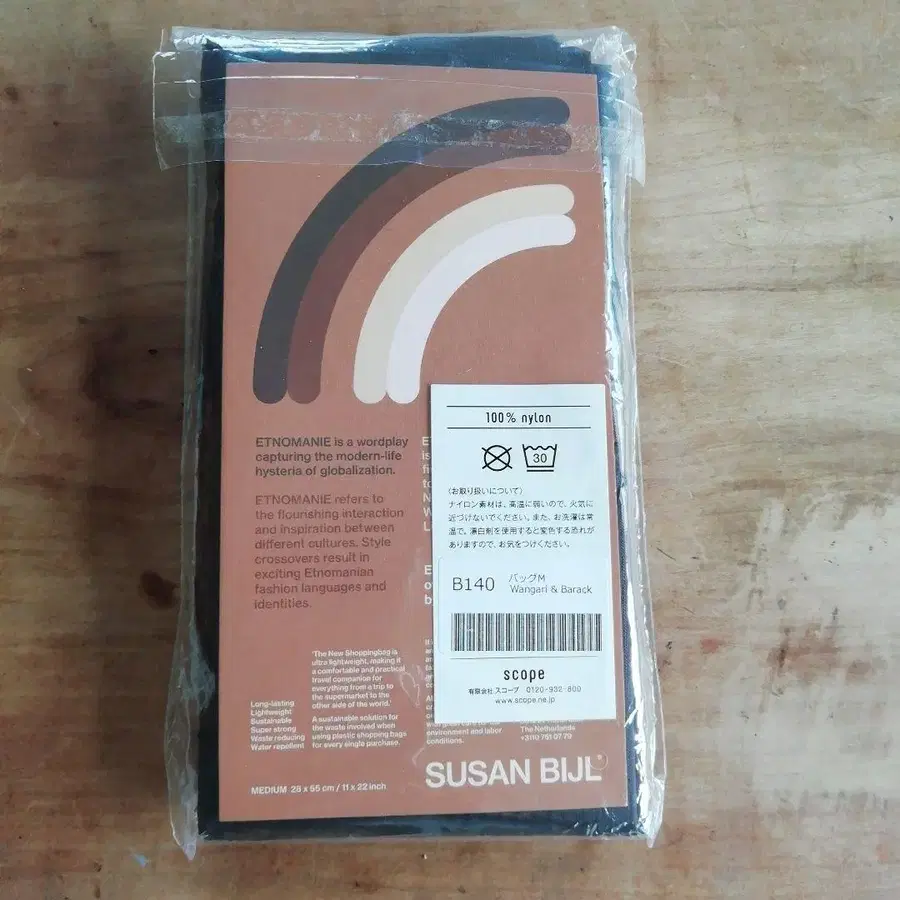 100% nylon
30
(お取り扱いについて)
ナイロン素材は、高温に弱いので、火気に
近づけないでください。また、お洗濯は常
温で。漂白剤を使用すると変色する恐れが
ありますので、お気をつけください。
B140
バッグM
Wangari & Barack
scope
有限会社スコープ 0120-932-800
www.scope.ne.jp
ETNOMANIE is a wordplay
capturing the modern-life
hysteria of globalization.
ETNOMANIE refers to
the flourishing interaction
and inspiration between
different cultures. Style
crossovers result in
exciting Etnomanian
fashion languages and
identities.
Long-lasting
Lightweight
Sustainable
Super strong
Waste reducing
Water repellent
'The New Shoppingbag is
ultra lightweight, making it
a comfortable and practical
travel companion for
everything from a trip to
the supermarket to the
other side of the world.'
A sustainable solution for
the waste involved when
using plastic shopping bags
for every single purchase.
environment and labor
conditions.
The Netherlands
+3110 751 07 79
SUSAN BIJL
MEDIUM 28 x 55 cm / 11 x 22 inch